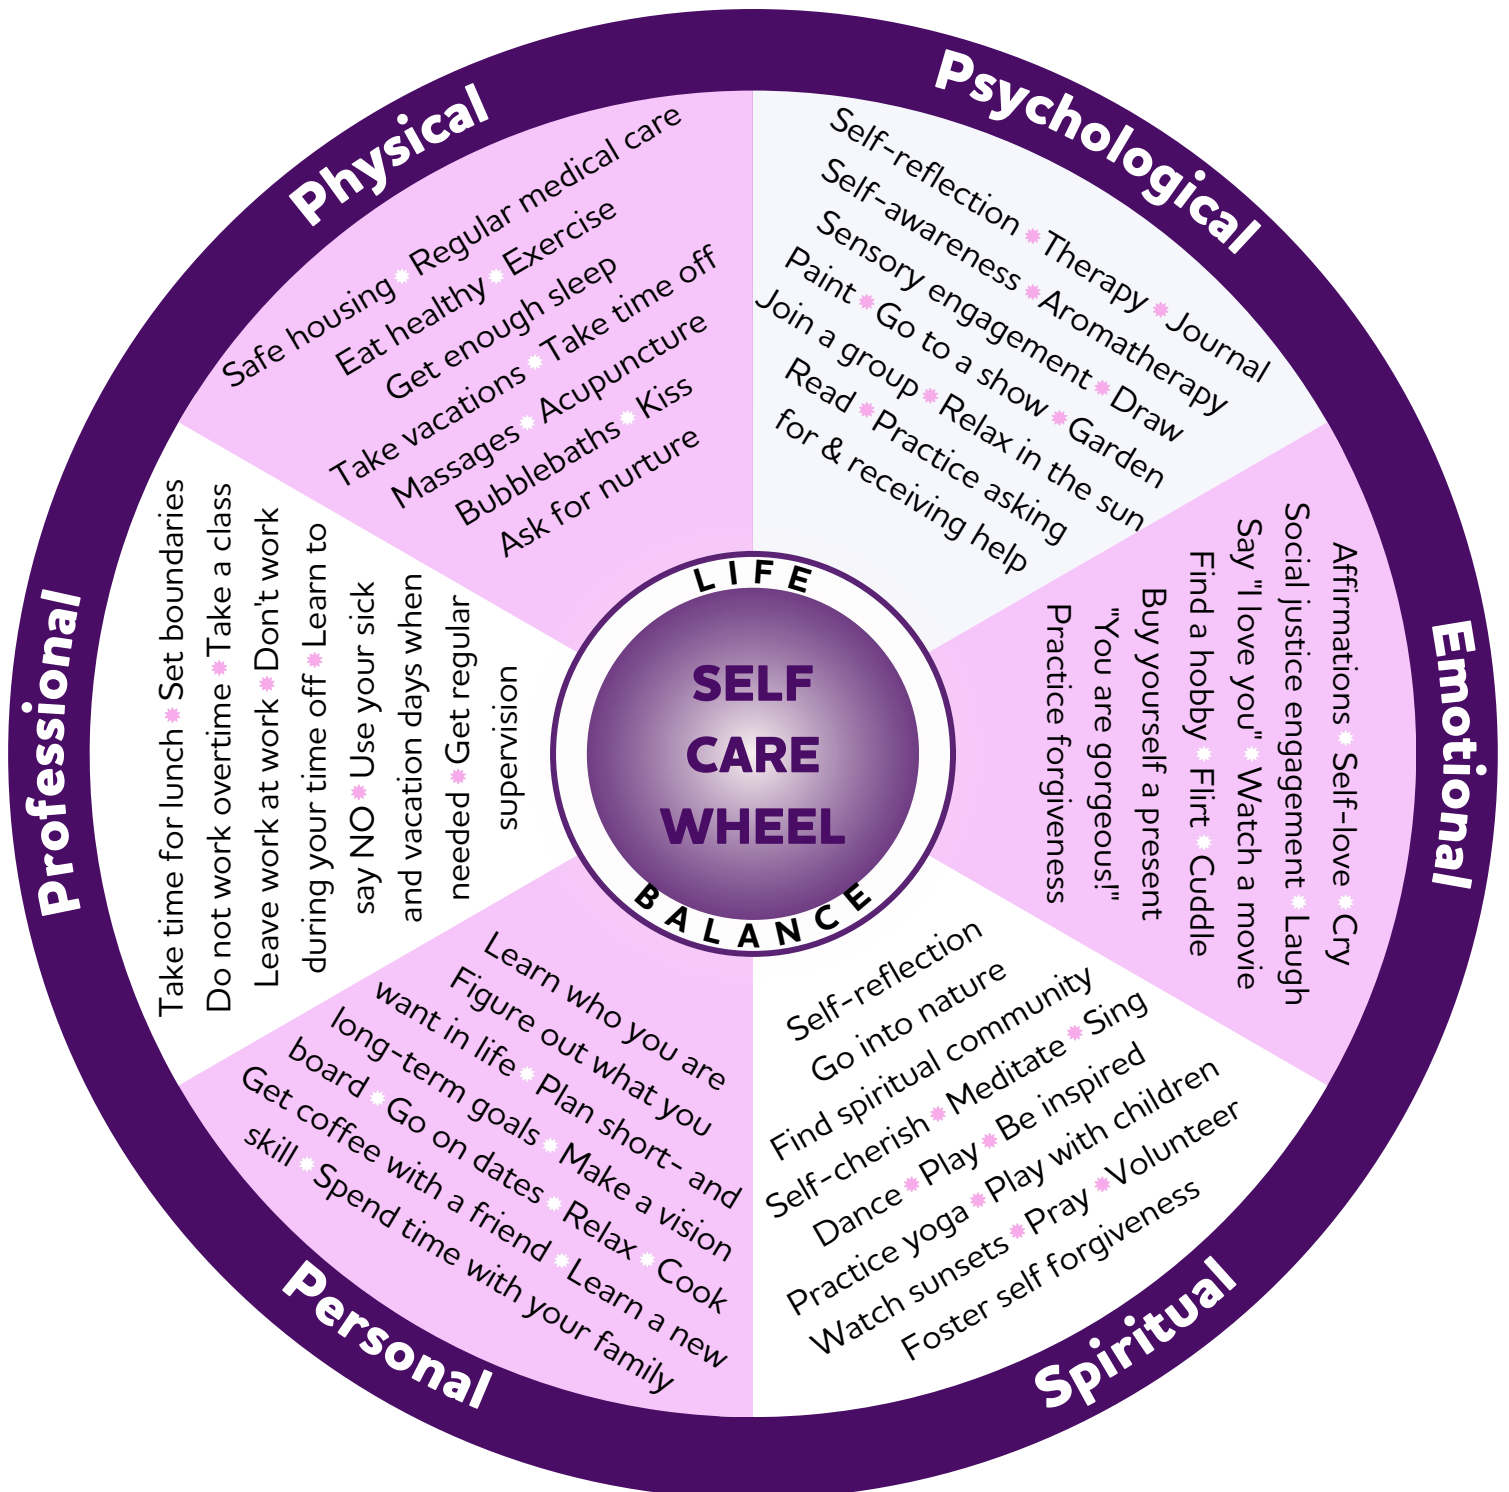 Physical
Safe housing Regular medical care
Eat healthy Exercise
Get enough sleep
Take vacations Take time off
Massages Acupuncture
Bubblebaths Kiss
Ask for nurture
Psychological
Self-reflection Therapy Journal
Self-awareness Aromatherapy
Sensory engagement Draw
Paint Go to a show Garden
Join a group Relax in the sun
Read Practice asking
for & receiving help
Emotional
Affirmations Self-love Cry
Social justice engagement Laugh
Say "I love you" Watch a movie
Find a hobby Flirt Cuddle
Buy yourself a present
"You are gorgeous!"
Practice forgiveness
Spiritual
Self-reflection
Go into nature
Find spiritual community
Self-cherish Meditate Sing
Dance Play Be inspired
Practice yoga Play with children
Watch sunsets Pray Volunteer
Foster self forgiveness
Personal
Learn who you are
Figure out what you
want in life Plan short- and
long-term goals Make a vision
board Go on dates Relax Cook
Get coffee with a friend Learn a new
skill Spend time with your family
Professional
Take time for lunch Set boundaries
Do not work overtime Take a class
Leave work at work Don't work
during your time off Learn to
say NO Use your sick
and vacation days when
needed Get regular
supervision
LIFE
SELF
CARE
WHEEL
BALANCE